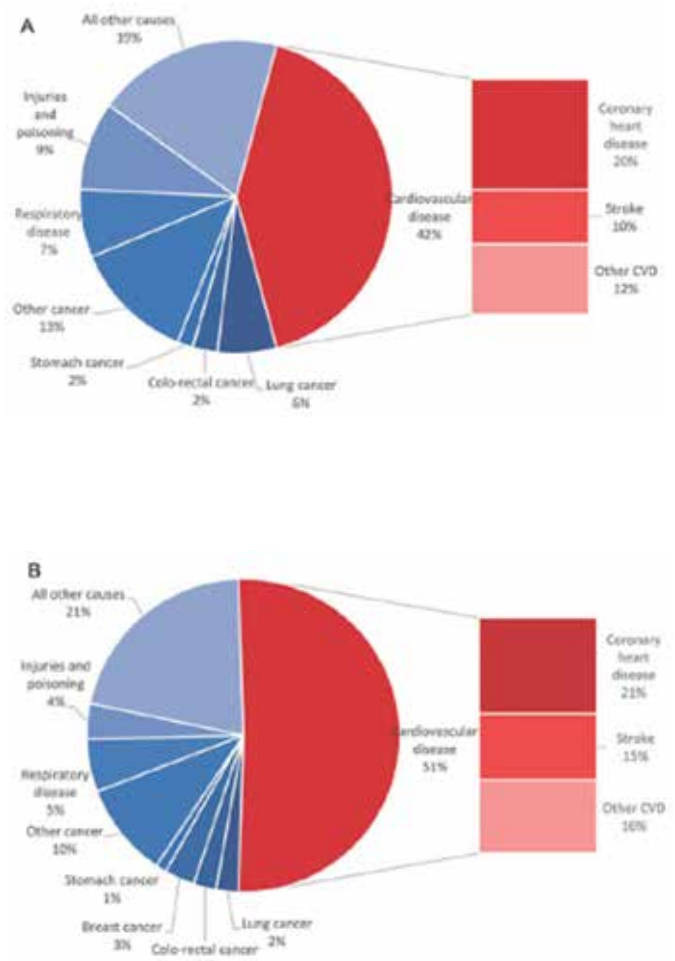 A
All other causes
19%
Injuries
and
poisoning
9%
Respiratory
disease
7%
Other cancer
13%
Stomach cancer
2%
Colo-rectal cancer
2%
Lung cancer
6%
Cardiovascular
disease
42%
Coronary
heart
disease
20%
Stroke
10%
Other CVD
12%
B
All other causes
21%
Injuries and
poisoning
4%
Respiratory
disease
5%
Other cancer
10%
Stomach cancer
1%
Breast cancer
3%
Colo-rectal cancer
Lung cancer
2%
Cardiovascular
disease
51%
Coronary
heart
disease
21%
Stroke
15%
Other CVD
16%